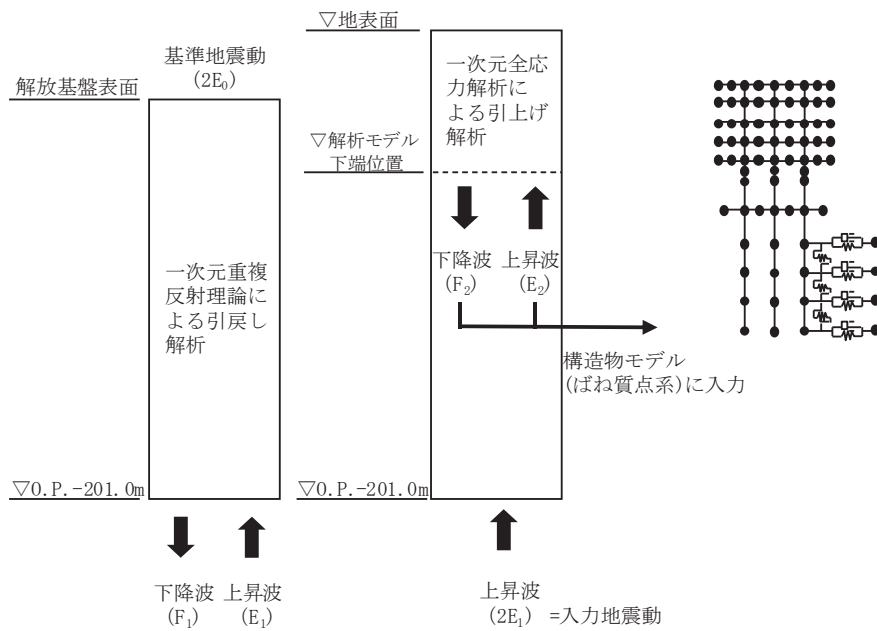 基準地震動
(2E₀)
解放基盤表面
一次元重複
反射理論に
よる引戻し
解析
▽O.P.-201.0m
下降波 上昇波
(F₁) (E₁)
▽地表面
一次元全応
力解析に
よる引上げ
解析
▽解析モデル
下端位置
下降波 上昇波
(F₂) (E₂)
構造物モデル
(ばね質点系)に入力
▽O.P.-201.0m
上昇波
(2E₁) =入力地震動